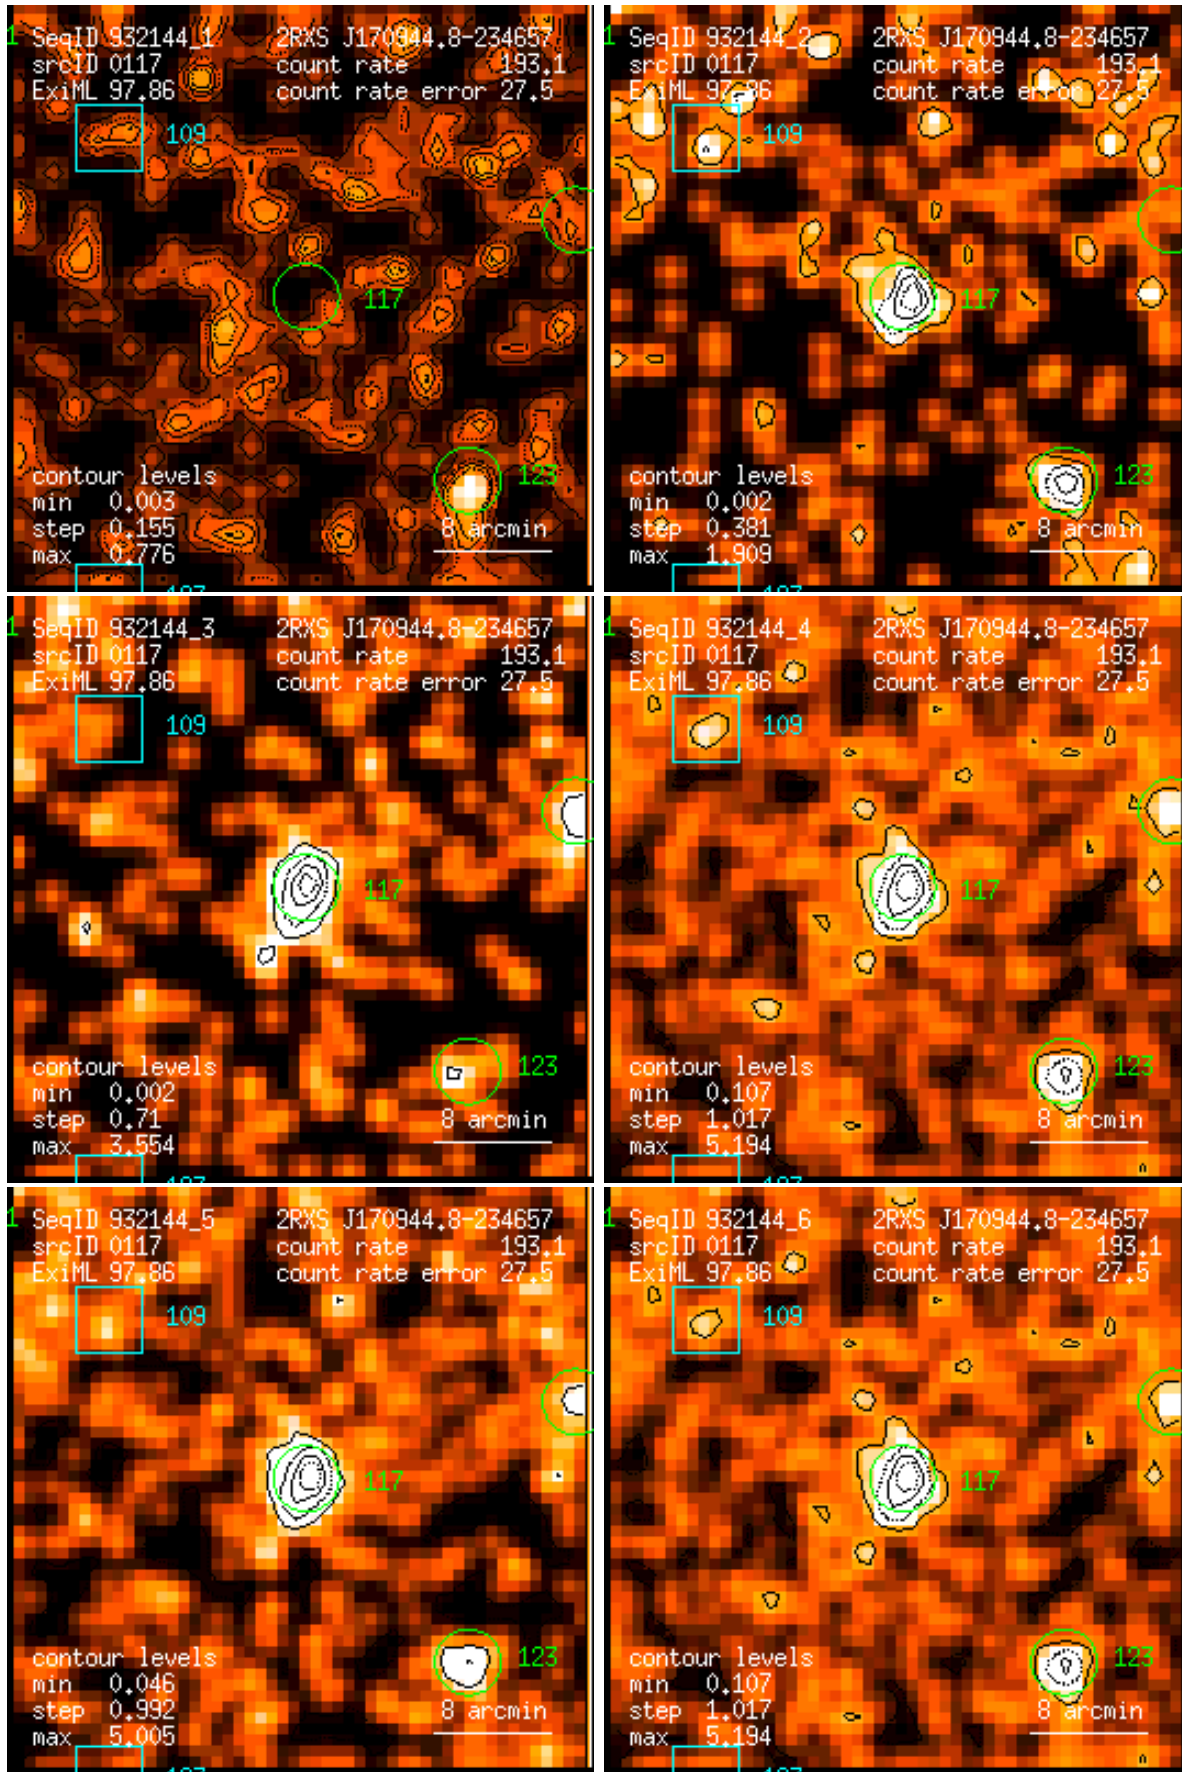 1 SeqID 932144_1 2RXS J170944.8-234657
srcID 0117 count rate 193.1
ExiML 97.86 count rate error 27.5
109
117
contour levels 123
min 0.003
step 0.155 8 arcmin
max 0.776
1 SeqID 932144_2 2RXS J170944.8-234657
srcID 0117 count rate 193.1
ExiML 97.86 count rate error 27.5
109
117
contour levels 123
min 0.002
step 0.381 8 arcmin
max 1.909
1 SeqID 932144_3 2RXS J170944.8-234657
srcID 0117 count rate 193.1
ExiML 97.86 count rate error 27.5
109
117
contour levels 123
min 0.002
step 0.71 8 arcmin
max 3.554
1 SeqID 932144_4 2RXS J170944.8-234657
srcID 0117 count rate 193.1
ExiML 97.86 count rate error 27.5
109
117
contour levels 123
min 0.107
step 1.017 8 arcmin
max 5.194
1 SeqID 932144_5 2RXS J170944.8-234657
srcID 0117 count rate 193.1
ExiML 97.86 count rate error 27.5
109
117
contour levels 123
min 0.046
step 0.992 8 arcmin
max 5.005
1 SeqID 932144_6 2RXS J170944.8-234657
srcID 0117 count rate 193.1
ExiML 97.86 count rate error 27.5
109
117
contour levels 123
min 0.107
step 1.017 8 arcmin
max 5.194